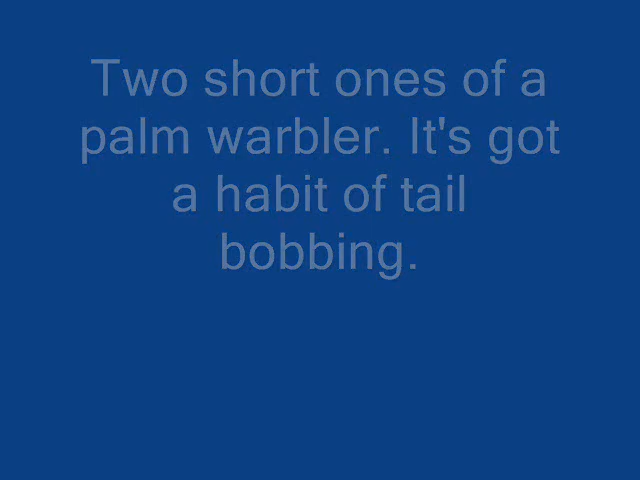 Two short ones of a
palm warbler. It's got
a habit of tail
bobbing.